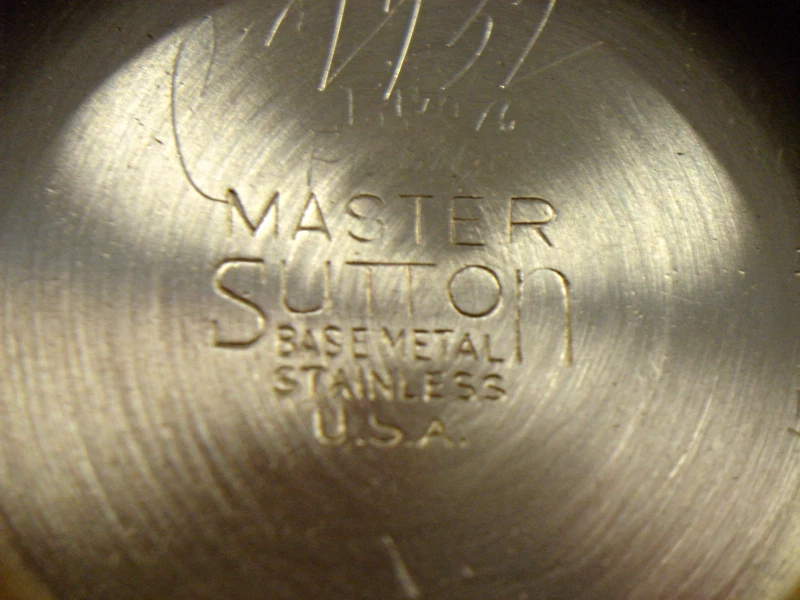 MASTER
SUTTON
BASE METAL
STAINLESS
U.S.A.